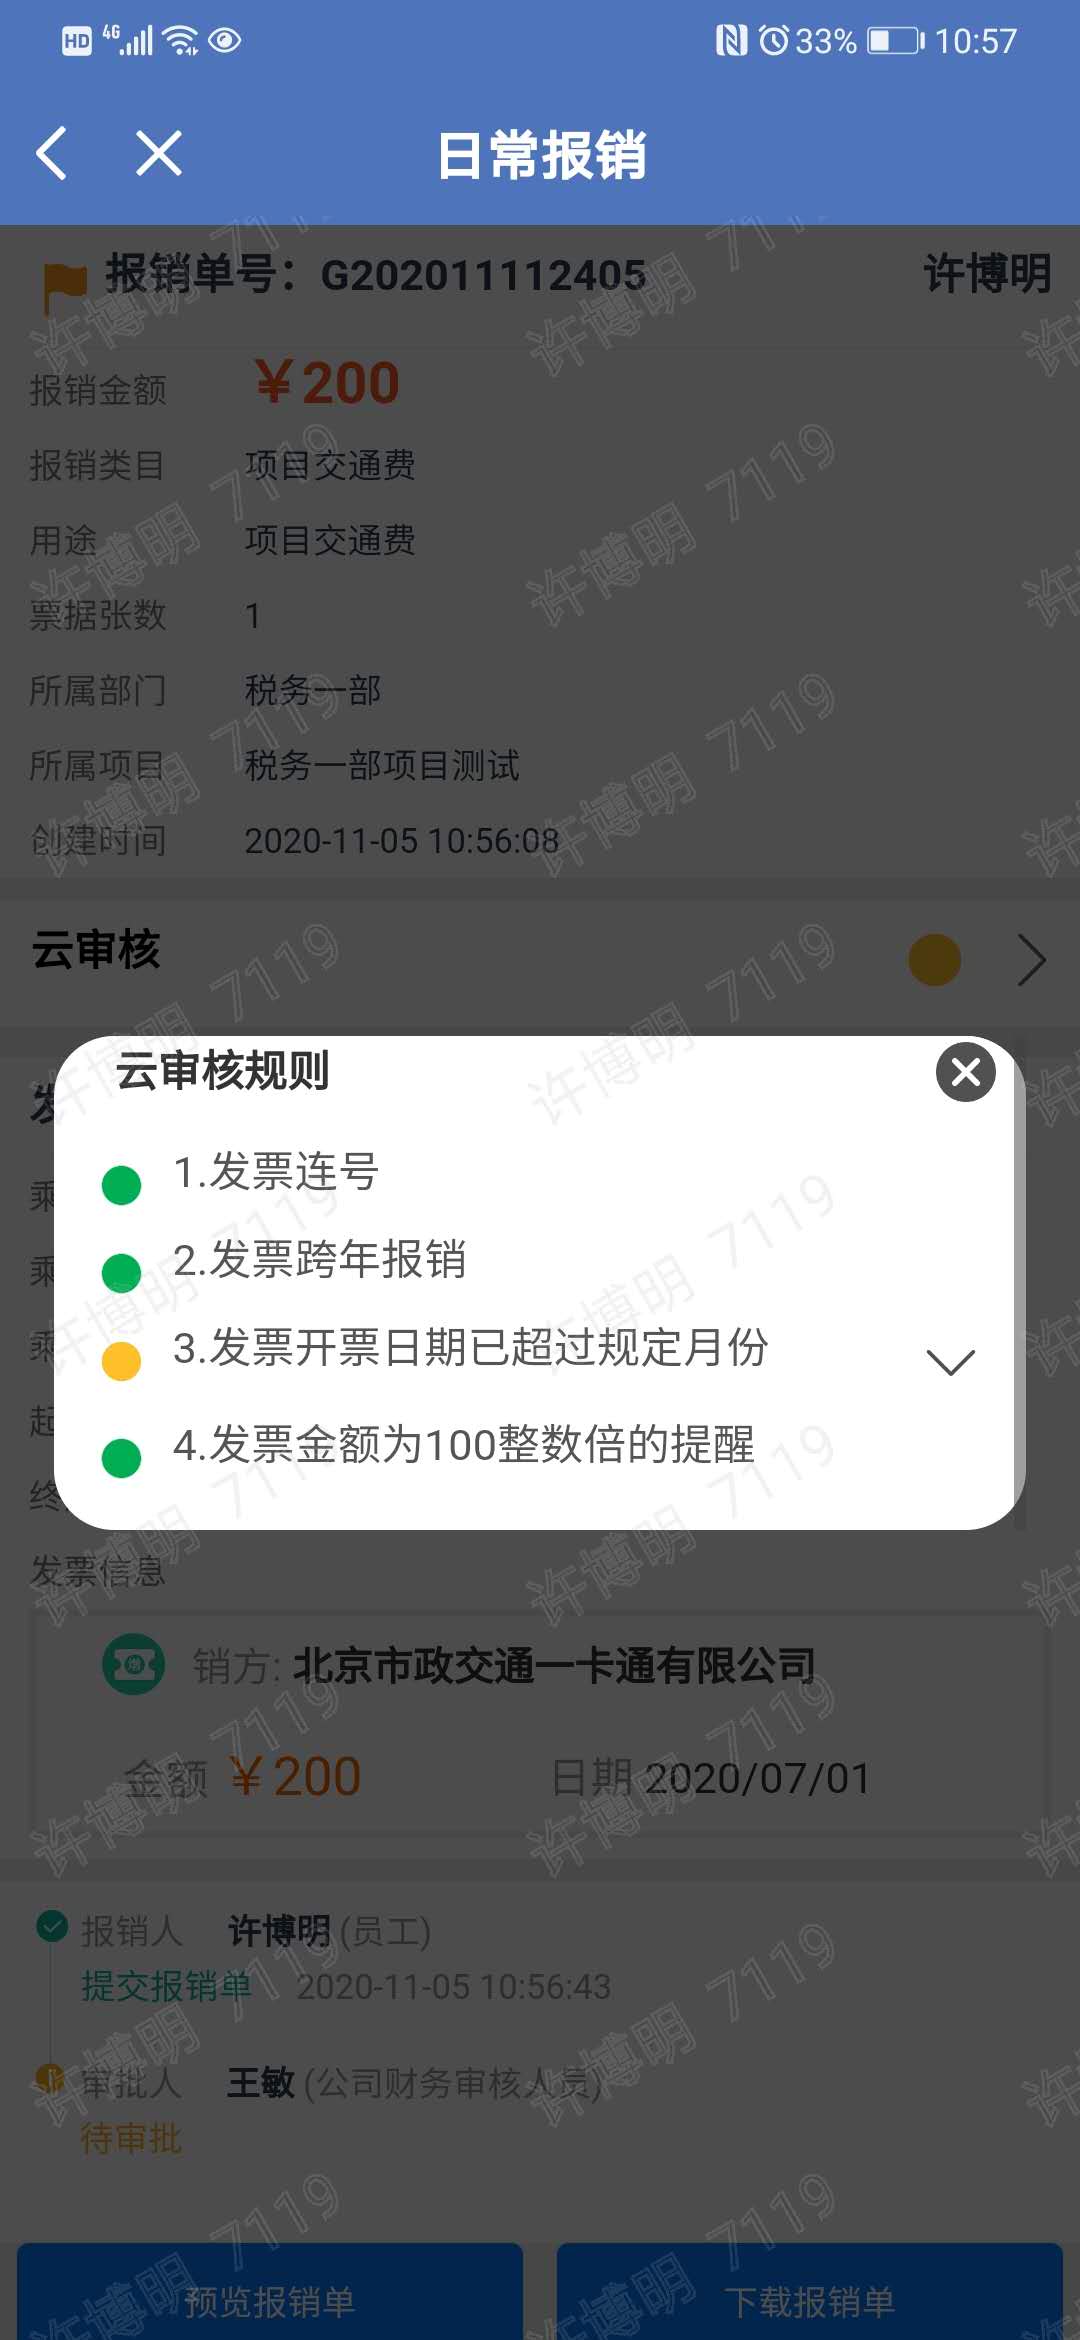 HD 4G 33% 10:57
日常报销
报销单号：G202011112405 许博明
报销金额 ￥200
报销类目 项目交通费
用途 项目交通费
票据张数 1
所属部门 税务一部
所属项目 税务一部项目测试
创建时间 2020-11-05 10:56:08
云审核
云审核规则
1.发票连号
2.发票跨年报销
3.发票开票日期已超过规定月份
4.发票金额为100整数倍的提醒
发
乘
乘
乘
起
终
发票信息
销方: 北京市政交通一卡通有限公司
金额 ￥200 日期 2020/07/01
报销人 许博明 (员工)
提交报销单 2020-11-05 10:56:43
审批人 王敏 (公司财务审核人员)
待审批
预览报销单 下载报销单
许博明 7119